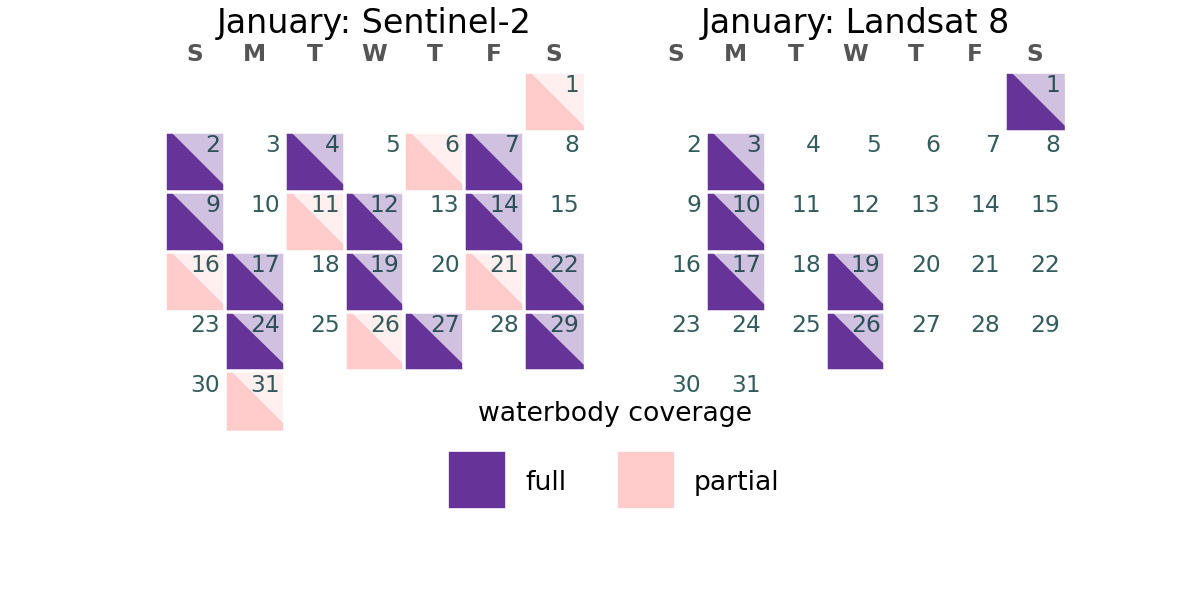 January: Sentinel-2
S M T W T F S
1
2 3 4 5 6 7 8
9 10 11 12 13 14 15
16 17 18 19 20 21 22
23 24 25 26 27 28 29
30 31
January: Landsat 8
S M T W T F S
1
2 3 4 5 6 7 8
9 10 11 12 13 14 15
16 17 18 19 20 21 22
23 24 25 26 27 28 29
30 31
waterbody coverage
full partial